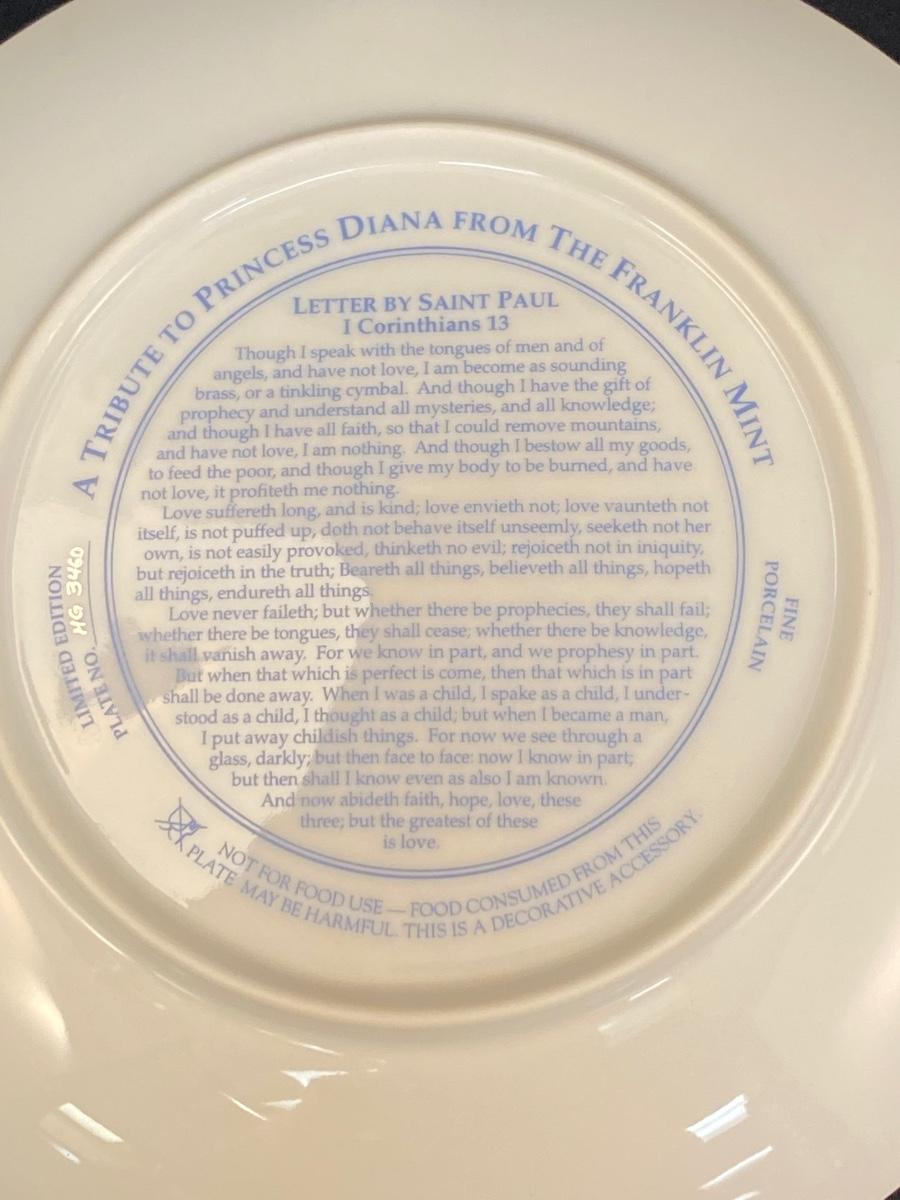 A TRIBUTE TO PRINCESS DIANA FROM THE FRANKLIN MINT
LETTER BY SAINT PAUL
I Corinthians 13
Though I speak with the tongues of men and of
angels, and have not love, I am become as sounding
brass, or a tinkling cymbal. And though I have the gift of
prophecy and understand all mysteries, and all knowledge;
and though I have all faith, so that I could remove mountains,
and have not love, I am nothing. And though I bestow all my goods,
to feed the poor, and though I give my body to be burned, and have
not love, it profiteth me nothing.
Love suffereth long, and is kind; love envieth not; love vaunteth not
itself, is not puffed up, doth not behave itself unseemly, seeketh not her
own, is not easily provoked, thinketh no evil; rejoiceth not in iniquity,
but rejoiceth in the truth; Beareth all things, believeth all things, hopeth
all things, endureth all things.
Love never faileth; but whether there be prophecies, they shall fail;
whether there be tongues, they shall cease; whether there be knowledge,
it shall vanish away. For we know in part, and we prophesy in part.
But when that which is perfect is come, then that which is in part
shall be done away. When I was a child, I spake as a child, I under-
stood as a child, I thought as a child; but when I became a man,
I put away childish things. For now we see through a
glass, darkly; but then face to face: now I know in part;
but then shall I know even as also I am known.
And now abideth faith, hope, love, these
three; but the greatest of these
is love.
LIMITED EDITION
PLATE NO. HG 3460
FINE
PORCELAIN
NOT FOR FOOD USE — FOOD CONSUMED FROM THIS
PLATE MAY BE HARMFUL. THIS IS A DECORATIVE ACCESSORY.